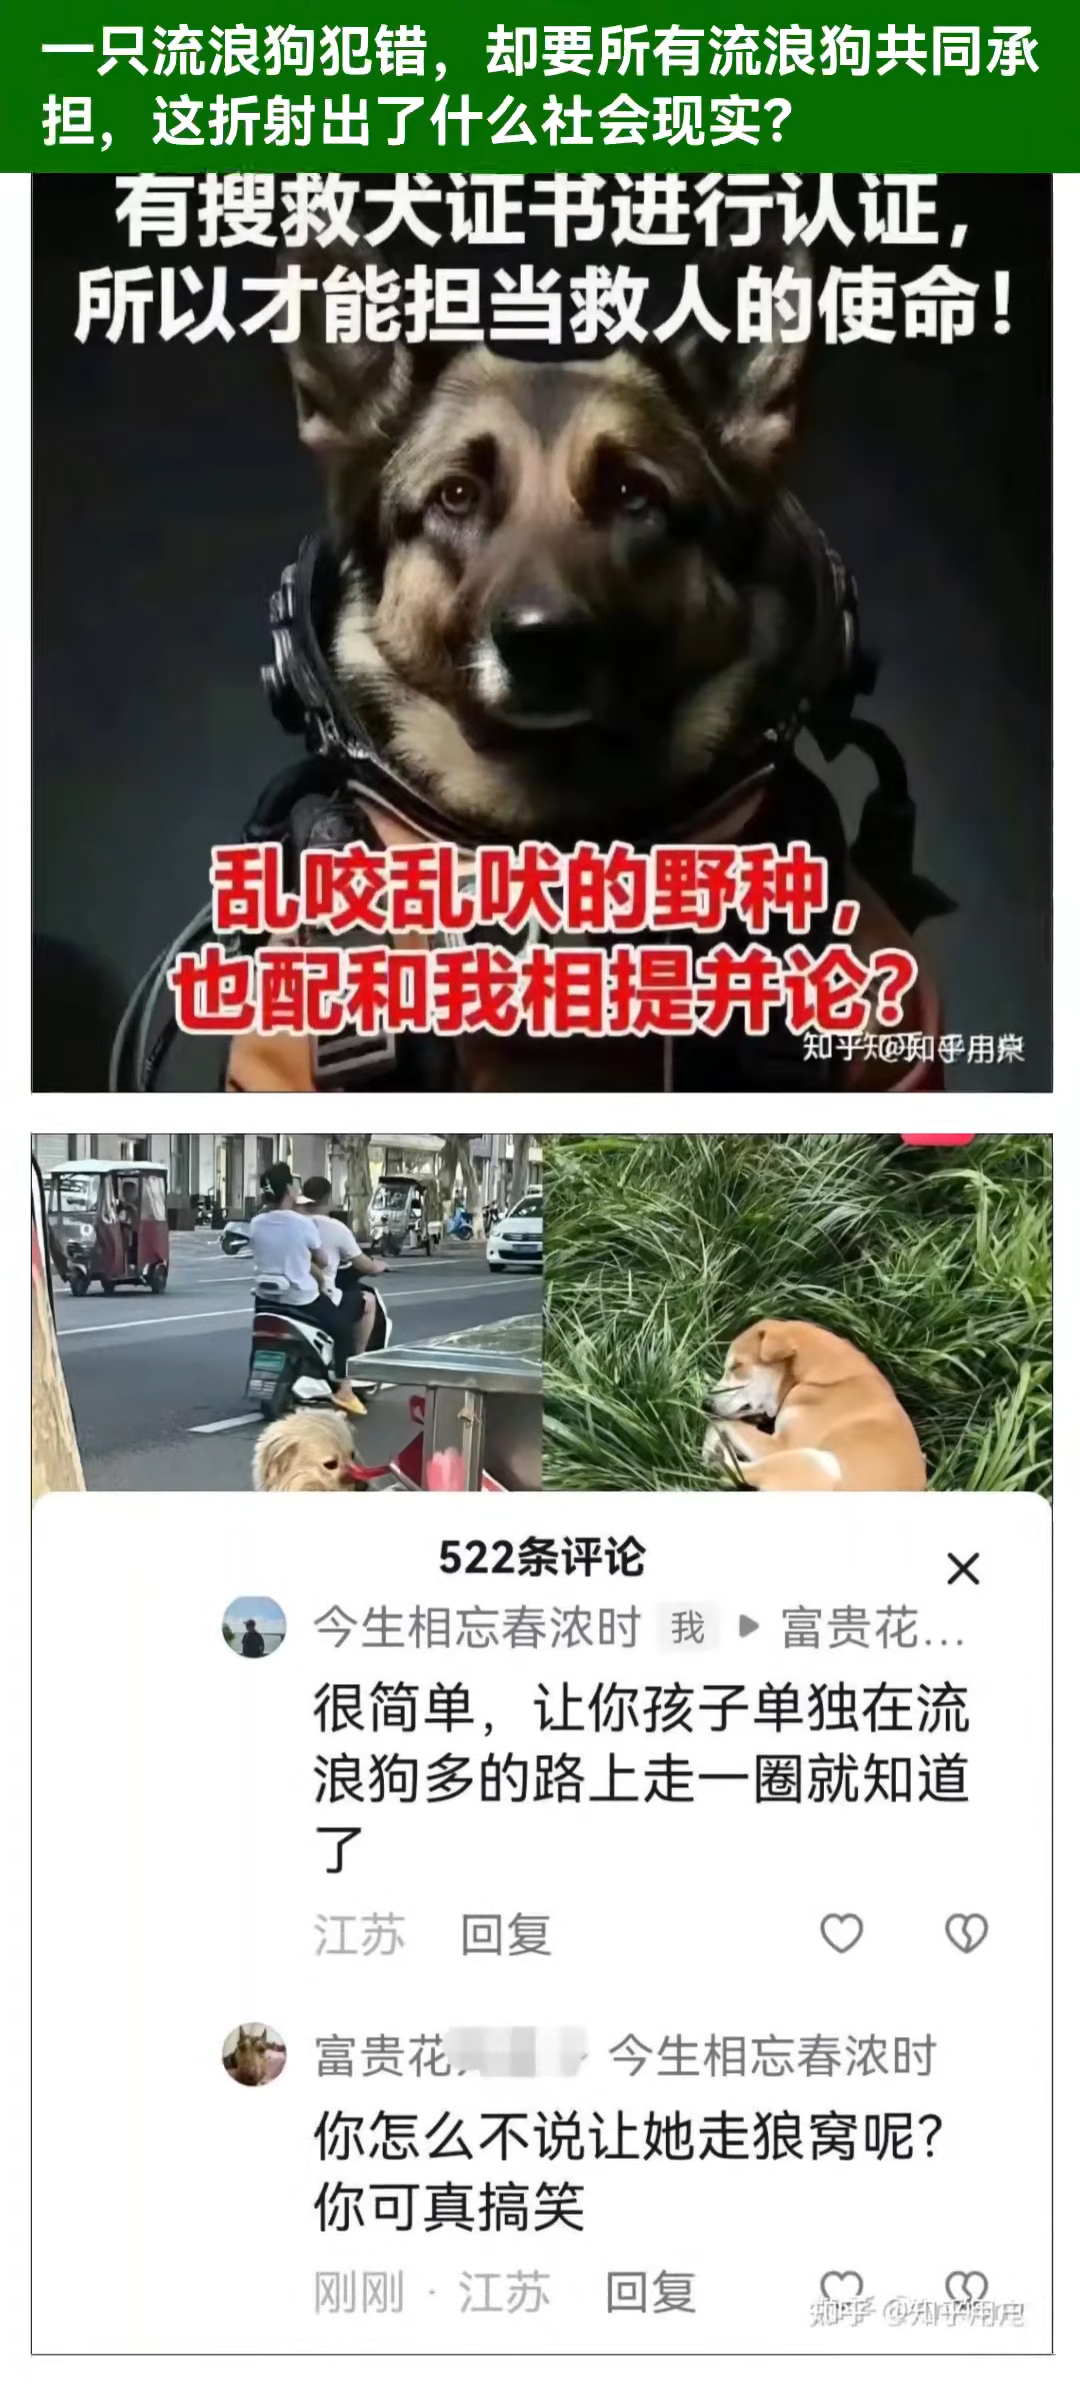 一只流浪狗犯错，却要所有流浪狗共同承
担，这折射出了什么社会现实？
有搜救犬证书进行认证，
所以才能担当救人的使命！
乱咬乱吠的野种，
也配和我相提并论？
522条评论
今生相忘春浓时 我 富贵花...
很简单，让你孩子单独在流
浪狗多的路上走一圈就知道
了
江苏 回复
富贵花 今生相忘春浓时
你怎么不说让她走狼窝呢？
你可真搞笑
刚刚 · 江苏 回复
知乎 @知乎用户